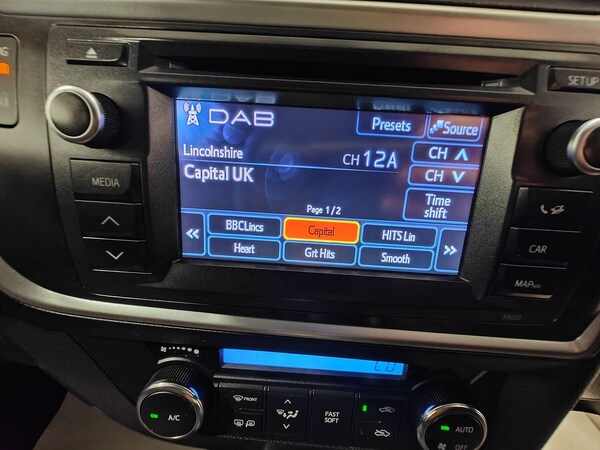 SETUP
DAB
Presets
Source
Lincolnshire
CH 12A
CH
Capital UK
CH
Page 1/2
Time shift
BBCLincs
Capital
HITS Lin
Heart
Grt Hits
Smooth
MEDIA
CAR
MAP
LO
FRONT
A/C
FAST
SOFT
AUTO
OFF